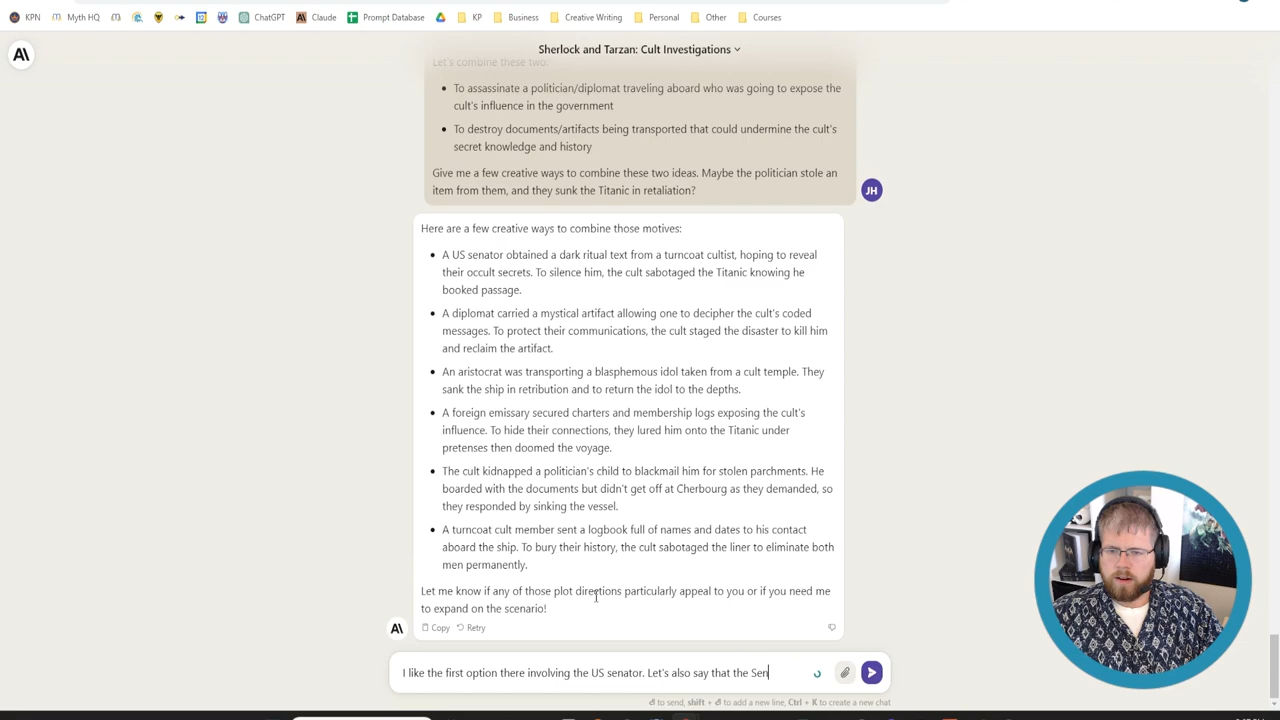 KPN
Myth HQ
ChatGPT
Claude
Prompt Database
KP
Business
Creative Writing
Personal
Other
Courses
A\
Sherlock and Tarzan: Cult Investigations
Let's combine these two:
To assassinate a politician/diplomat traveling aboard who was going to expose the
cult's influence in the government
To destroy documents/artifacts being transported that could undermine the cult's
secret knowledge and history
Give me a few creative ways to combine these two ideas. Maybe the politician stole an
item from them, and they sunk the Titanic in retaliation?
JH
Here are a few creative ways to combine those motives:
A US senator obtained a dark ritual text from a turncoat cultist, hoping to reveal
their occult secrets. To silence him, the cult sabotaged the Titanic knowing he
booked passage.
A diplomat carried a mystical artifact allowing one to decipher the cult's coded
messages. To protect their communications, the cult staged the disaster to kill him
and reclaim the artifact.
An aristocrat was transporting a blasphemous idol taken from a cult temple. They
sank the ship in retribution and to return the idol to the depths.
A foreign emissary secured charters and membership logs exposing the cult's
influence. To hide their connections, they lured him onto the Titanic under
pretenses then doomed the voyage.
The cult kidnapped a politician's child to blackmail him for stolen parchments. He
boarded with the documents but didn't get off at Cherbourg as they demanded, so
they responded by sinking the vessel.
A turncoat cult member sent a logbook full of names and dates to his contact
aboard the ship. To bury their history, the cult sabotaged the liner to eliminate both
men permanently.
Let me know if any of those plot directions particularly appeal to you or if you need me
to expand on the scenario!
A\
Copy
Retry
I like the first option there involving the US senator. Let's also say that the Sen
to send, shift + to add a new line, Ctrl + K to create a new chat